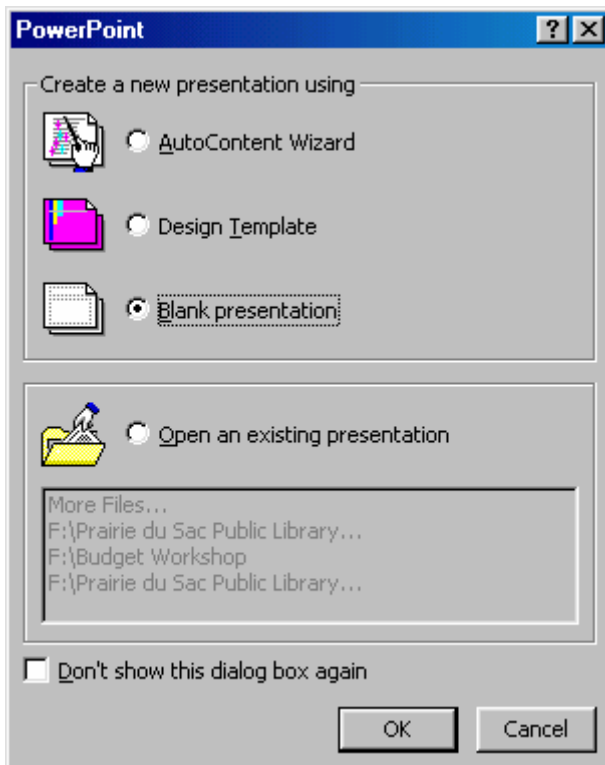 PowerPoint
Create a new presentation using
AutoContent Wizard
Design Template
Blank presentation
Open an existing presentation
More Files...
F:\Prairie du Sac Public Library...
F:\Budget Workshop
F:\Prairie du Sac Public Library...
Don't show this dialog box again
OK Cancel